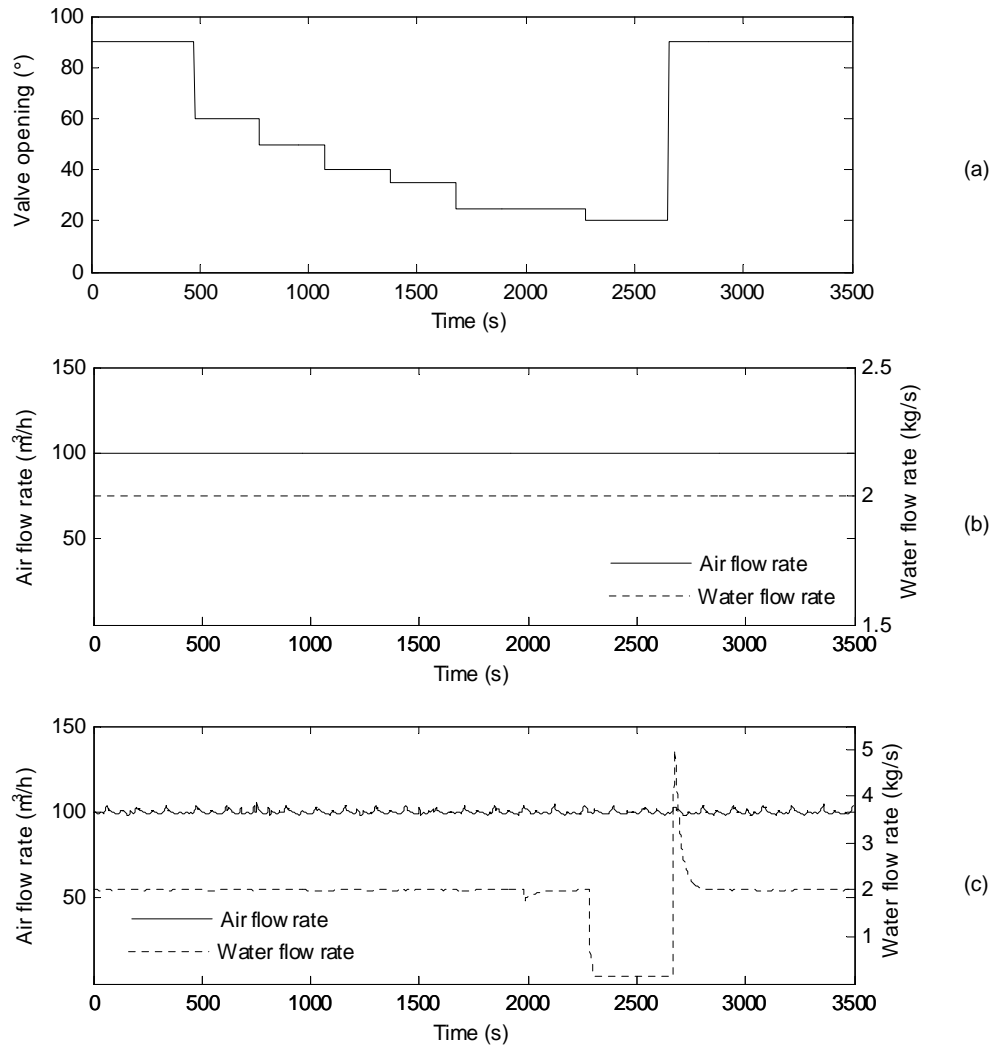 100
80
60
40
20
0
Valve opening (°)
0 500 1000 1500 2000 2500 3000 3500
Time (s)
(a)
150
100
50
Air flow rate (m³/h)
2.5
2
1.5
Water flow rate (kg/s)
Air flow rate
Water flow rate
0 500 1000 1500 2000 2500 3000 3500
Time (s)
(b)
150
100
50
Air flow rate (m³/h)
5
4
3
2
1
Water flow rate (kg/s)
Air flow rate
Water flow rate
0 500 1000 1500 2000 2500 3000 3500
Time (s)
(c)